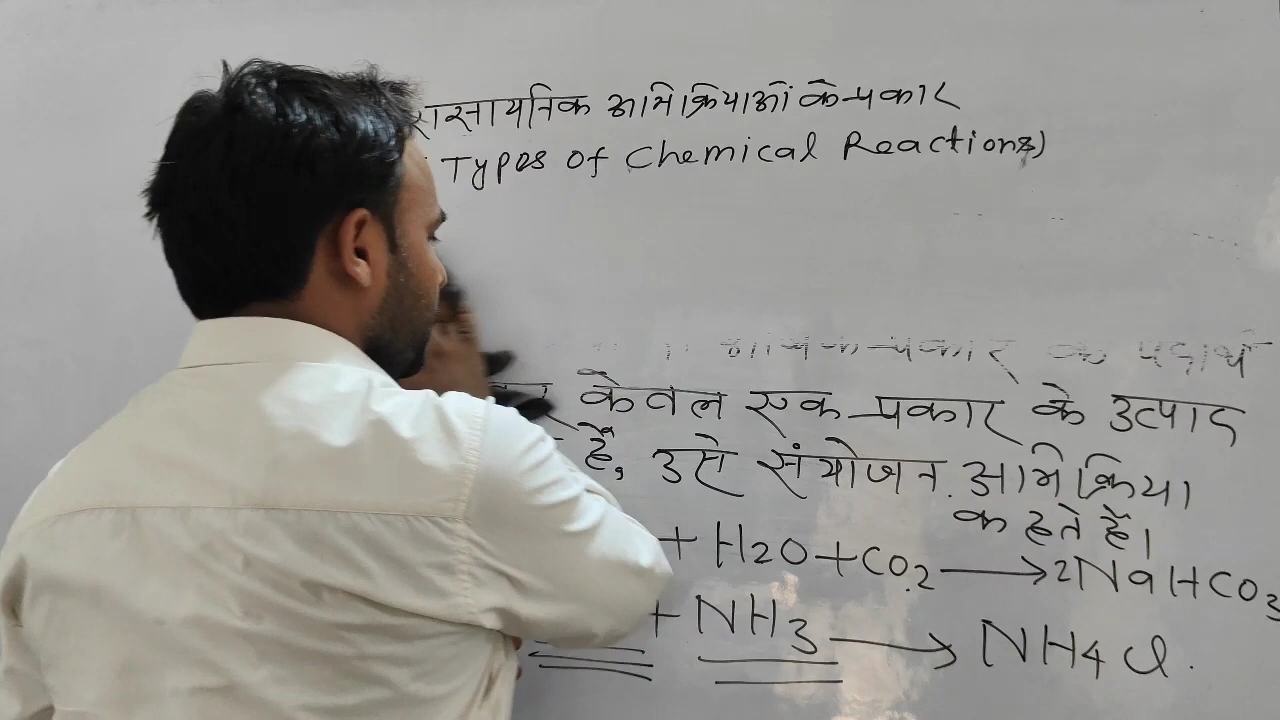 रासायनिक अभिक्रियाओं के प्रकार
Types of Chemical Reactions)
केवल एक प्रकार के उत्पाद
हैं, उसे संयोजन अभिक्रिया
कहते हैं।
+ H2O + CO2 → 2NaHCO3
+ NH3 → NH4Cl.